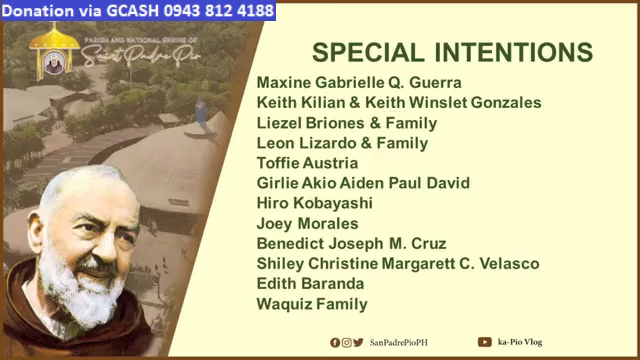 Donation via GCASH 0943 812 4188
PARISH AND NATIONAL SHRINE OF
Saint Padre Pio
SPECIAL INTENTIONS
Maxine Gabrielle Q. Guerra
Keith Kilian & Keith Winslet Gonzales
Liezel Briones & Family
Leon Lizardo & Family
Toffie Austria
Girlie Akio Aiden Paul David
Hiro Kobayashi
Joey Morales
Benedict Joseph M. Cruz
Shiley Christine Margarett C. Velasco
Edith Baranda
Waquiz Family
SanPadrePioPH
ka-Pio Vlog